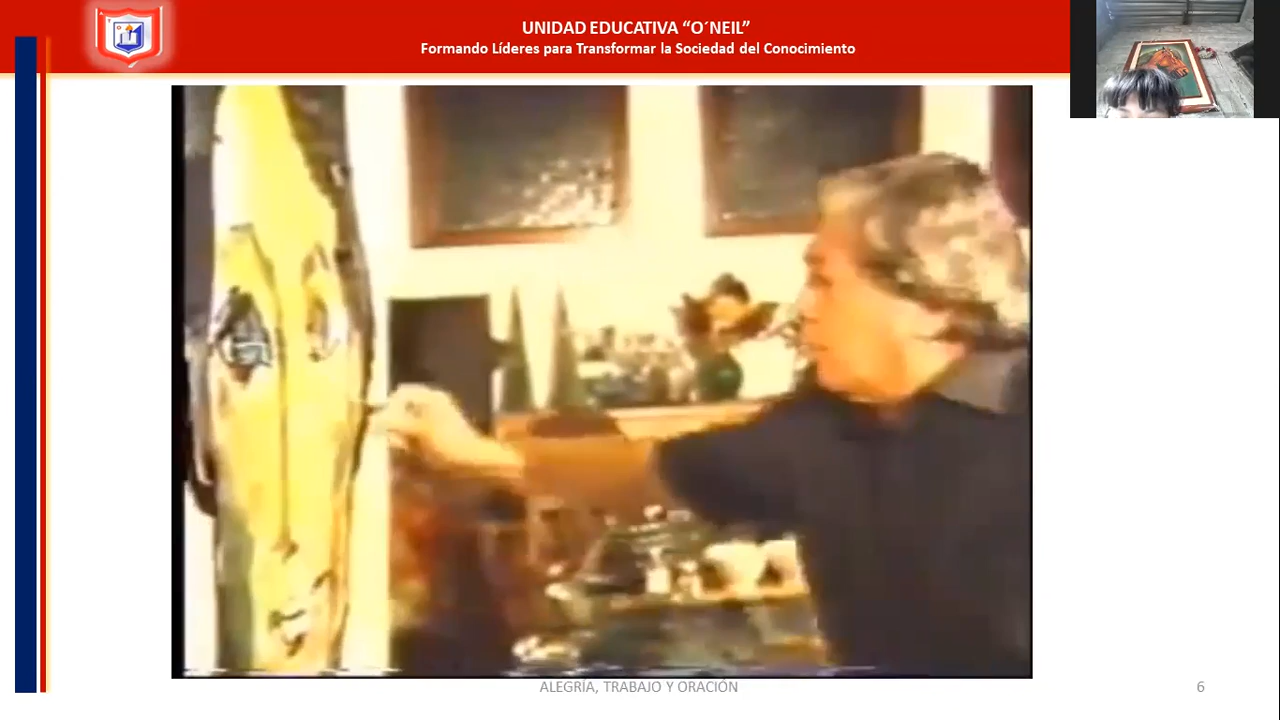 UNIDAD EDUCATIVA “O´NEIL”
Formando Líderes para Transformar la Sociedad del Conocimiento
ALEGRÍA, TRABAJO Y ORACIÓN
6